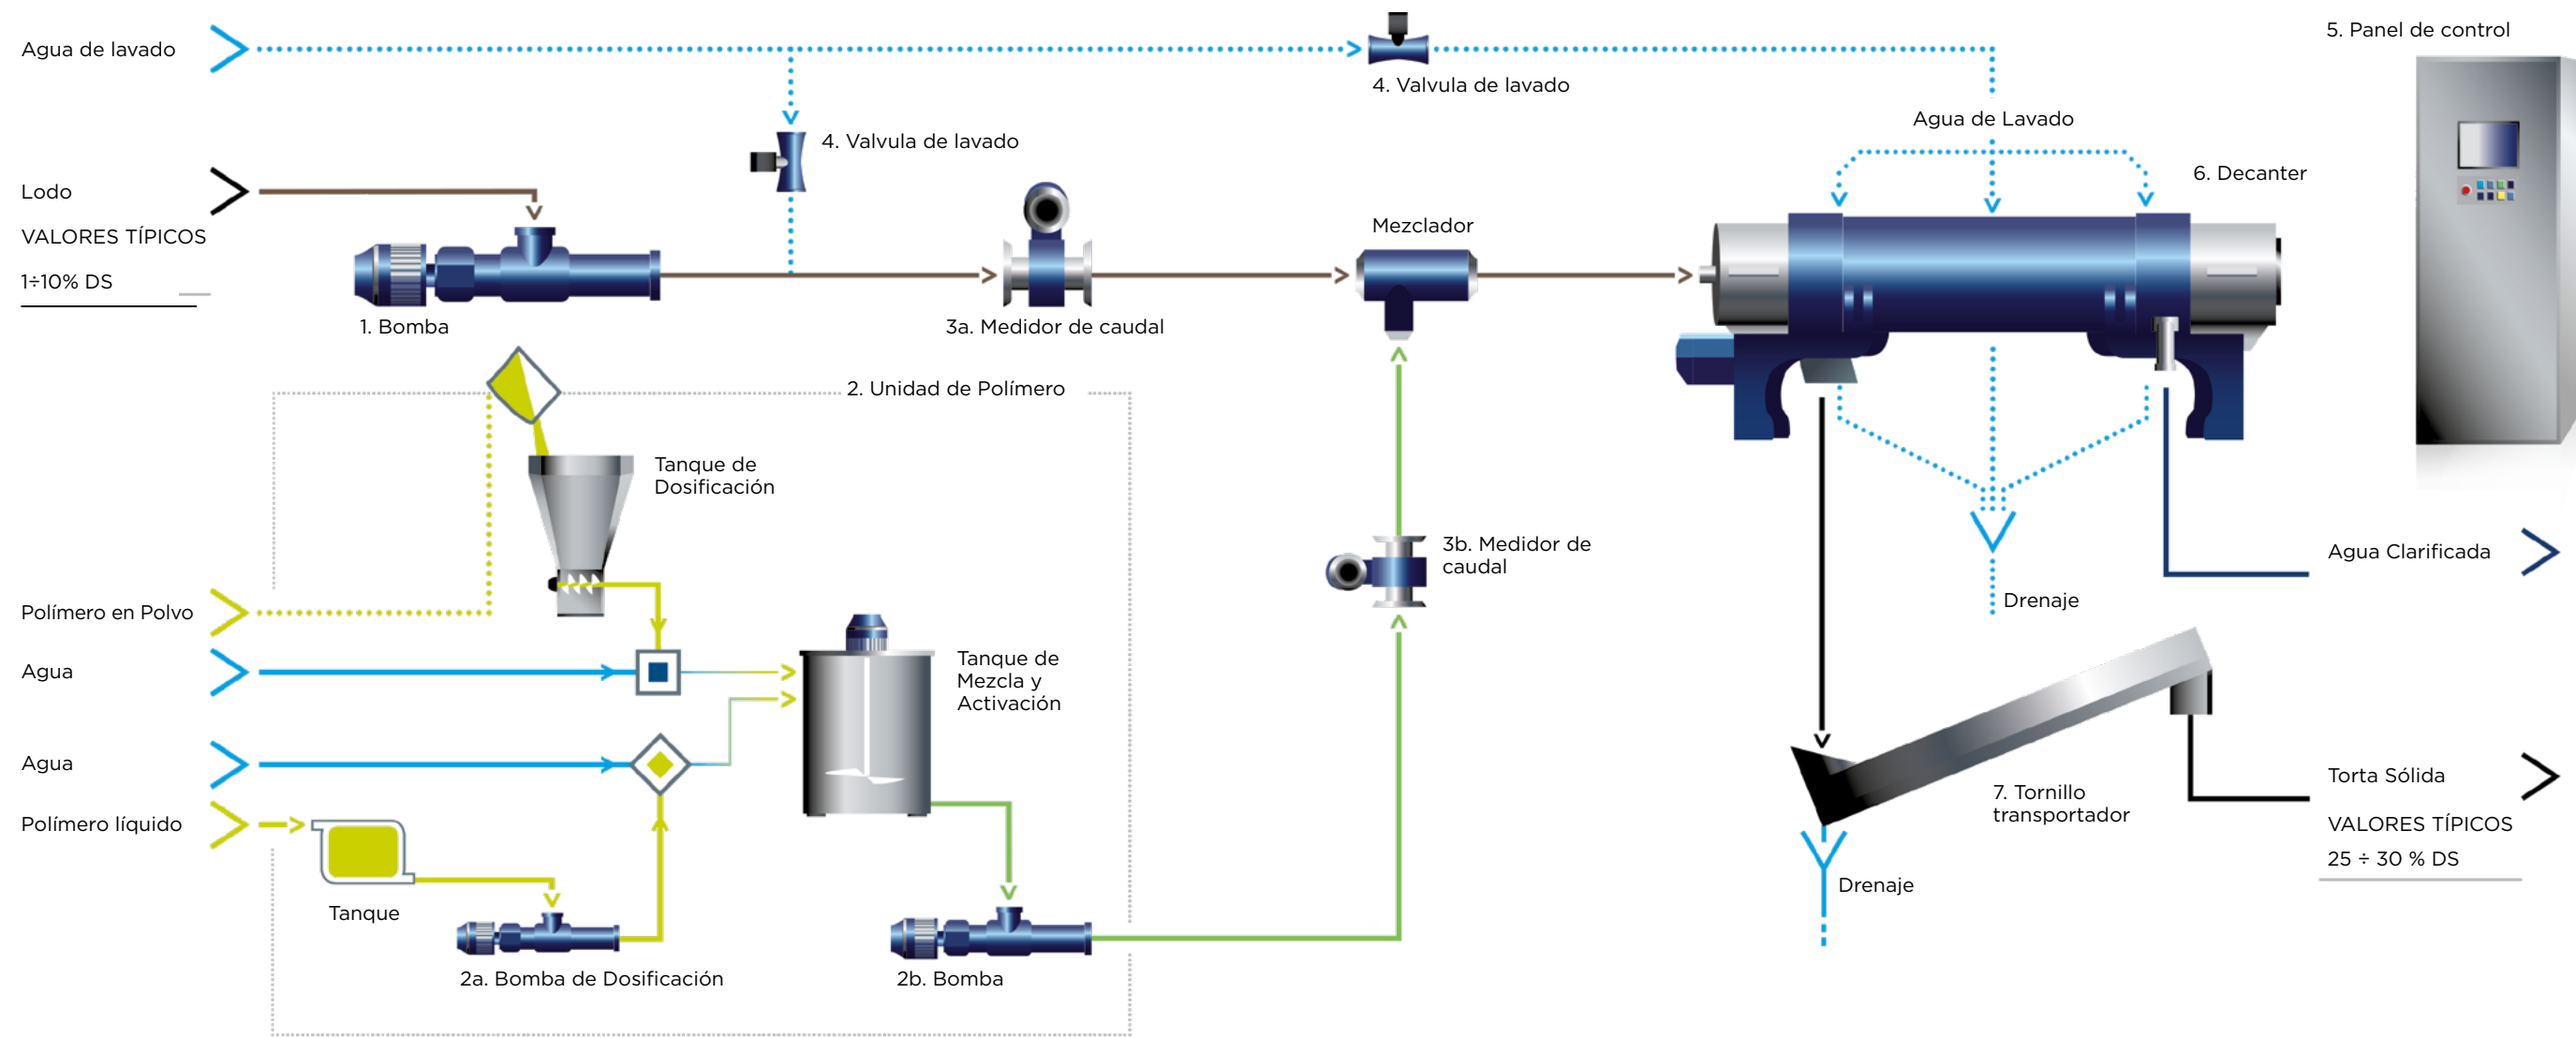 Agua de lavado
4. Valvula de lavado
5. Panel de control
Agua de Lavado
4. Valvula de lavado
6. Decanter
Lodo
VALORES TÍPICOS
1÷10% DS
Mezclador
1. Bomba
3a. Medidor de caudal
2. Unidad de Polímero
Tanque de
Dosificación
3b. Medidor de
caudal
Agua Clarificada
Drenaje
Polímero en Polvo
Agua
Tanque de
Mezcla y
Activación
Agua
Polímero líquido
Tanque
7. Tornillo
transportador
Torta Sólida
VALORES TÍPICOS
25 ÷ 30 % DS
Drenaje
2a. Bomba de Dosificación
2b. Bomba